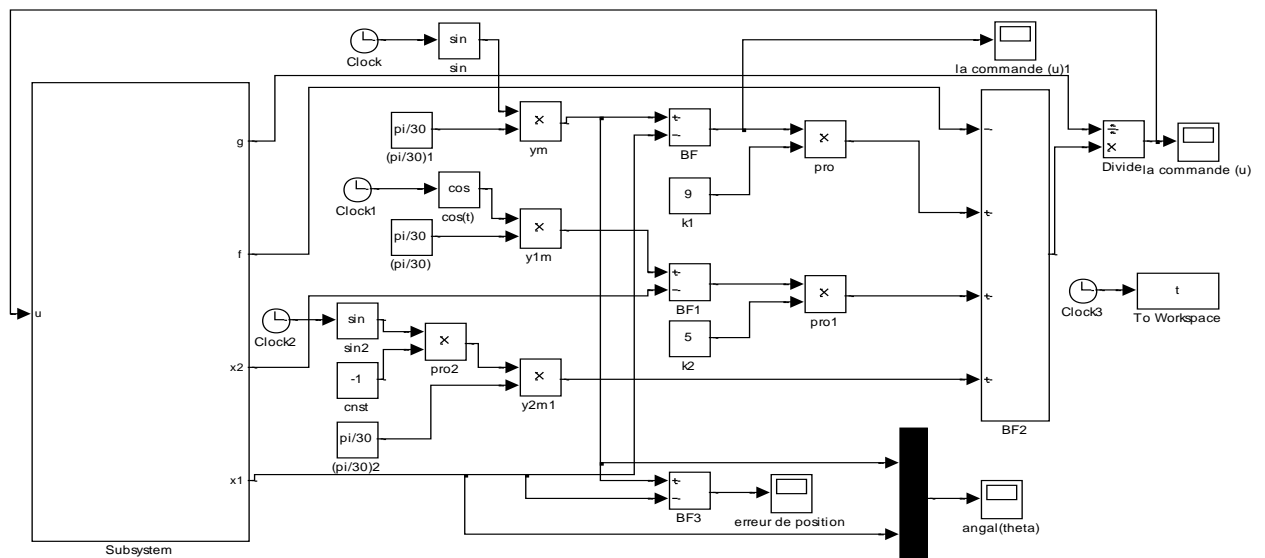 sin
Clock
sin
la commande (u)1
g
pi/30
(pi/30)1
×
ym
+
−
BF
×
pro
−
÷
×
Divide
la commande (u)
Clock1
cos
cos(t)
9
k1
+
pi/30
(pi/30)
×
y1m
f
+
−
BF1
×
pro1
+
Clock3
t
To Workspace
u
Clock2
sin
sin2
×
pro2
5
k2
x2
-1
cnst
×
y2m1
+
BF2
pi/30
(pi/30)2
x1
+
−
BF3
erreur de position
angal(theta)
Subsystem